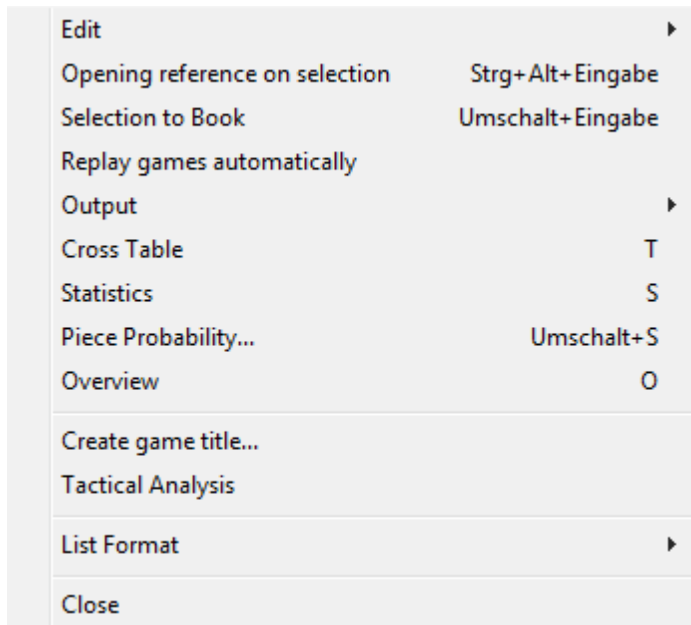 Edit
Opening reference on selection Strg+Alt+Eingabe
Selection to Book Umschalt+Eingabe
Replay games automatically
Output
Cross Table T
Statistics S
Piece Probability... Umschalt+S
Overview O
Create game title...
Tactical Analysis
List Format
Close